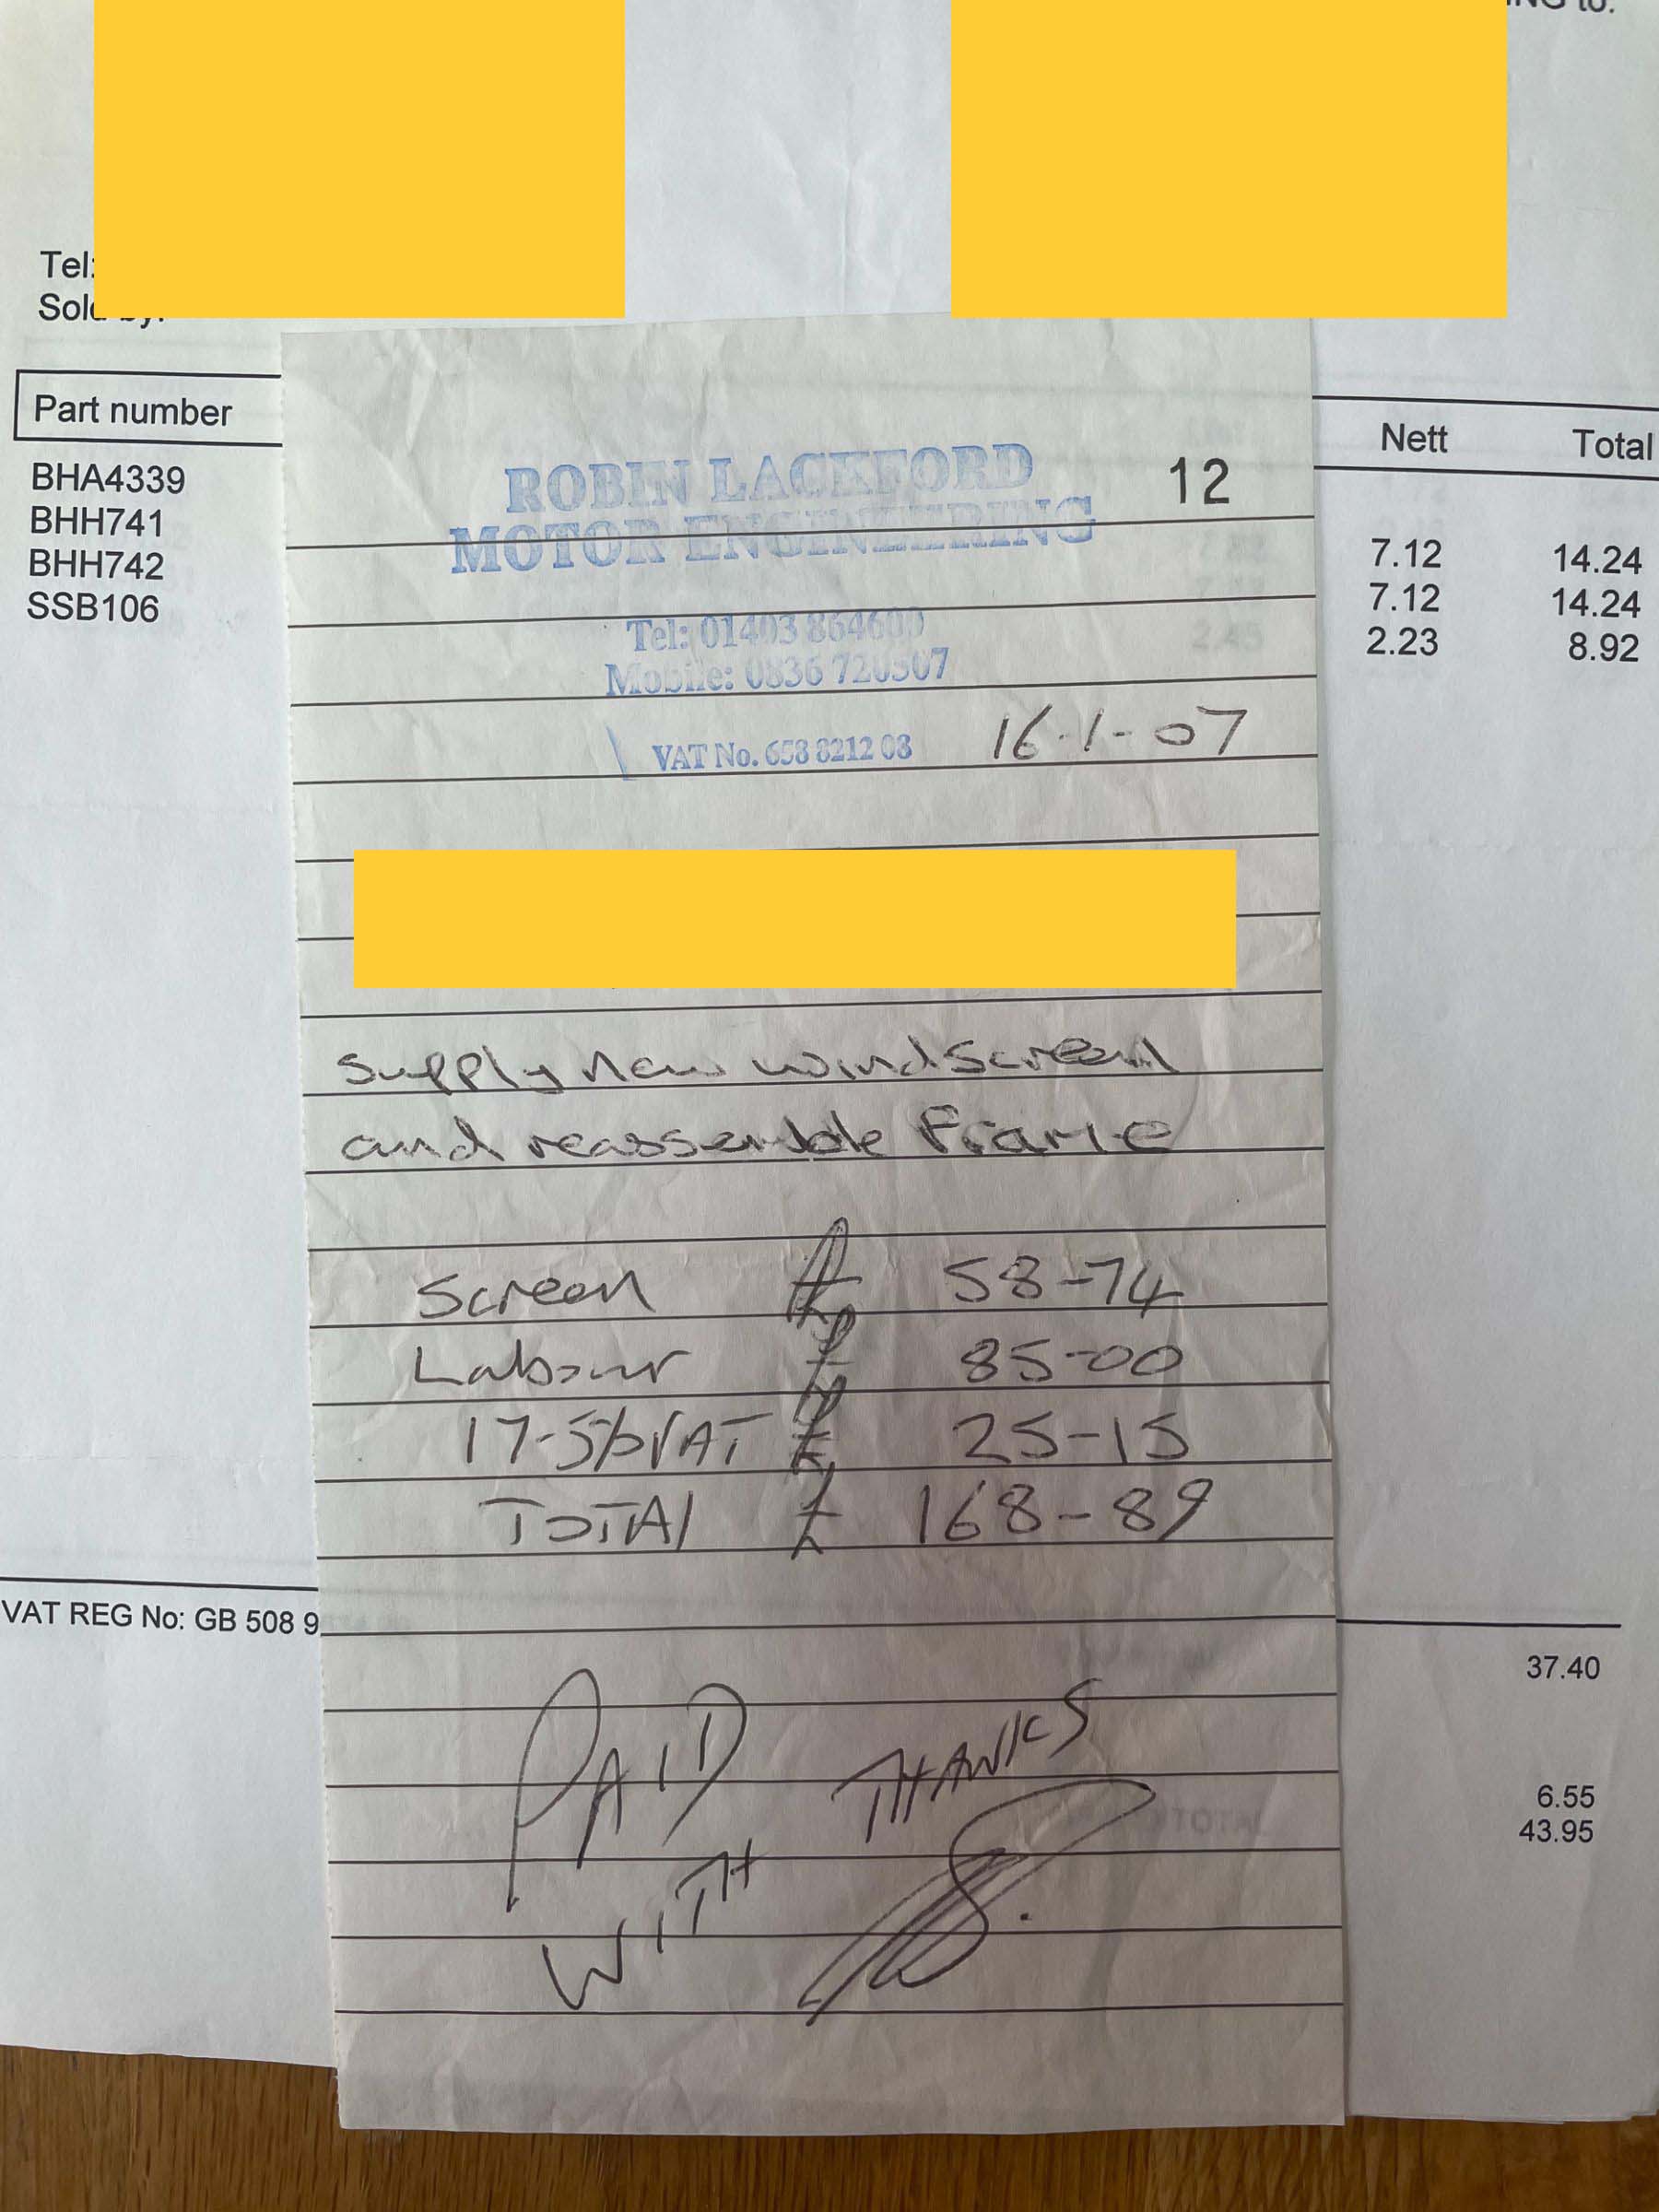 Tel:
Part number
Nett Total
BHA4339
BHH741
BHH742
SSB106
7.12 14.24
7.12 14.24
2.23 8.92
ROBIN LACKFORD
MOTOR ENGINEERING
12
Tel: 01403 864600
Mobile: 0836 720507
VAT No. 658 8212 08
16-1-07
Supply new windscreen
and reassemble Frame
Screen £ 58-74
Labour £ 85-00
17-5% VAT £ 25-15
TOTAl £ 168-89
PAID
WITH
THANKS
VAT REG No: GB 508 9
37.40
6.55
43.95
TOTAL